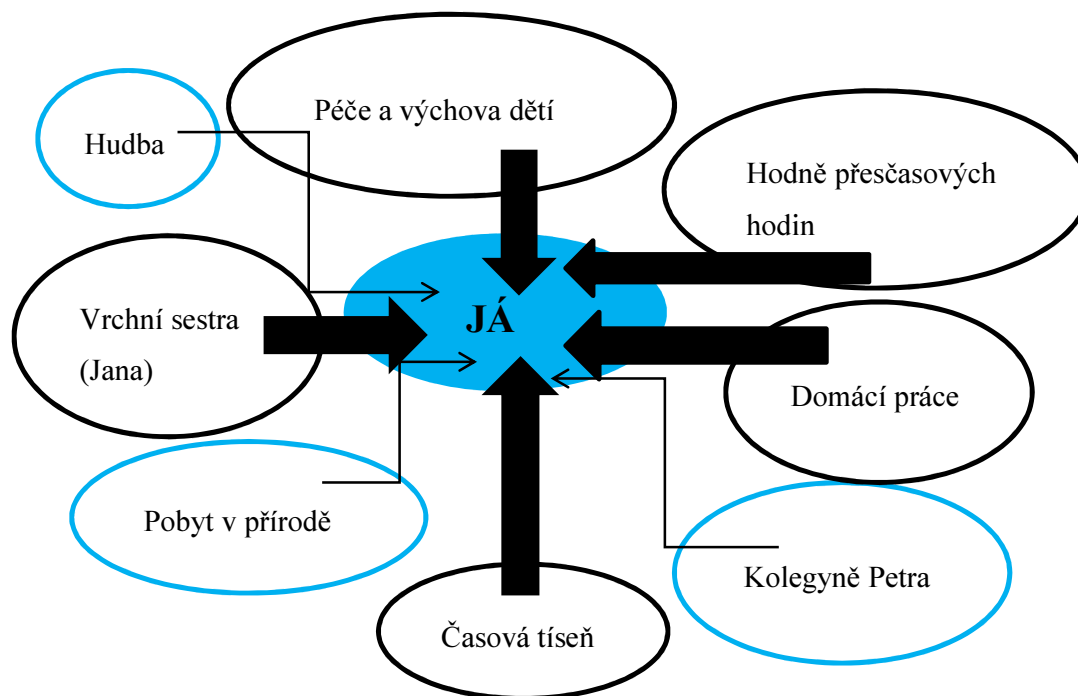 Péče a výchova dětí
Hudba
Hodně přesčasových
hodin
Vrchní sestra
(Jana)
JÁ
Domácí práce
Pobyt v přírodě
Kolegyně Petra
Časová tíseň